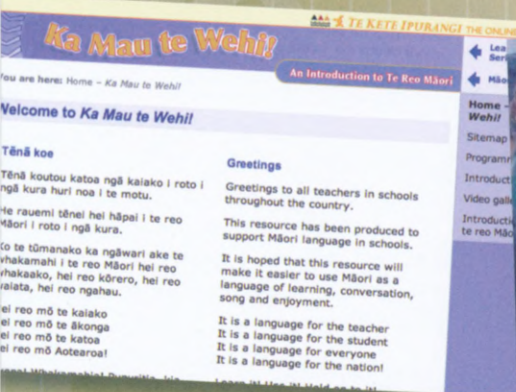 TE KETE IPURANGI THE ONLINE
Ka Mau te Wehi!
An Introduction to Te Reo Māori
You are here: Home – Ka Mau te Wehi!
Welcome to Ka Mau te Wehi!
Tēnā koe
Tēnā koutou katoa ngā kaiako i roto i
ngā kura huri noa i te motu.
He rauemi tēnei hei hāpai i te reo
Māori i roto i ngā kura.
Ko te tūmanako ka ngāwari ake te
whakamahi i te reo Māori hei reo
whakaako, hei reo kōrero, hei reo
waiata, hei reo ngahau.
Hei reo mō te kaiako
Hei reo mō te ākonga
Hei reo mō te katoa
Hei reo mō Aotearoa!
Greetings
Greetings to all teachers in schools
throughout the country.
This resource has been produced to
support Māori language in schools.
It is hoped that this resource will
make it easier to use Māori as a
language of learning, conversation,
song and enjoyment.
It is a language for the teacher
It is a language for the student
It is a language for everyone
It is a language for the nation!
Home –
Wehi!
Sitemap
Video
te reo